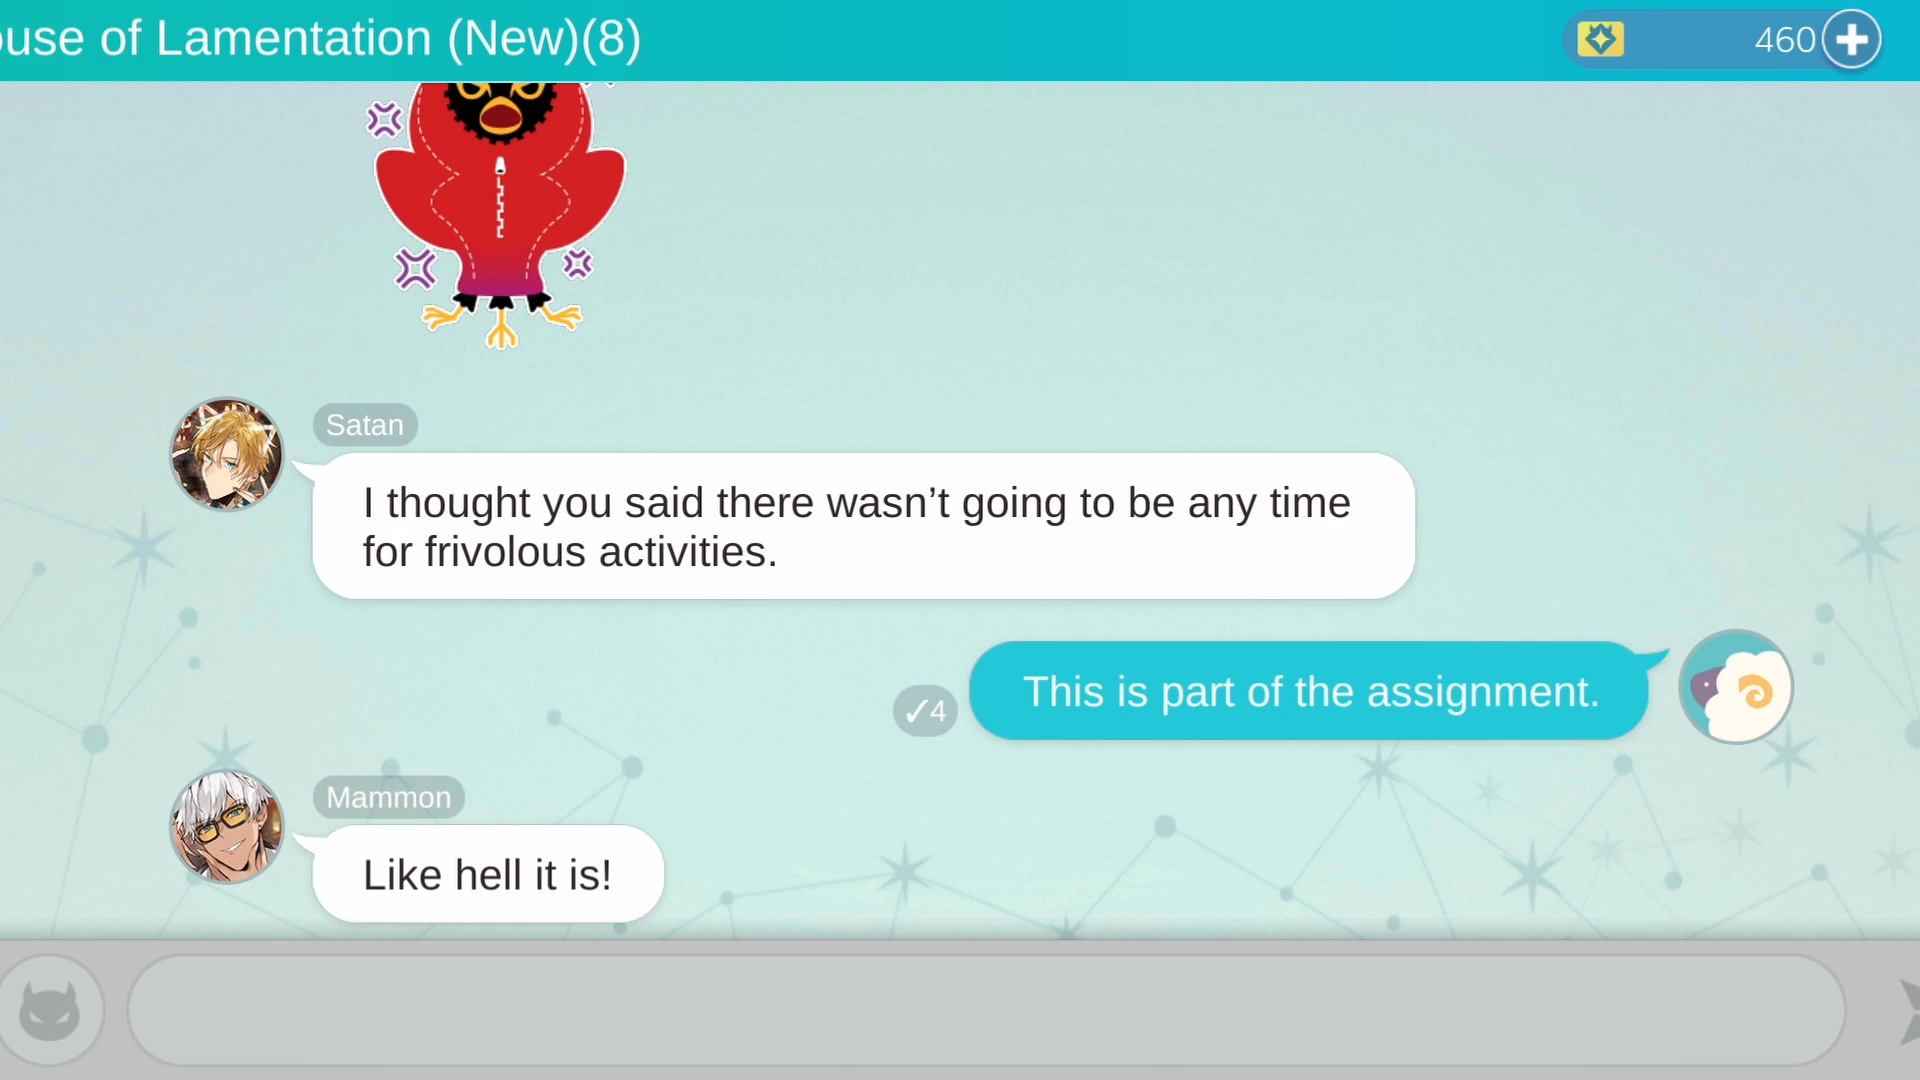 ouse of Lamentation (New)(8)
460
Satan
I thought you said there wasn’t going to be any time
for frivolous activities.
✓4
This is part of the assignment.
Mammon
Like hell it is!